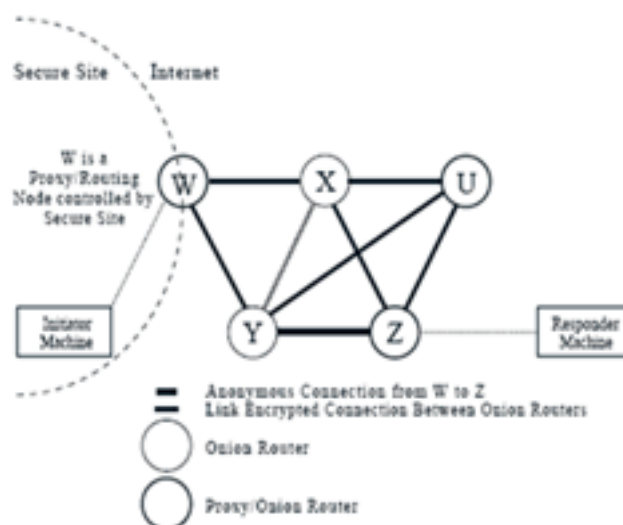 Secure Site Internet
W is a
Proxy/Routing
Node controlled by
Secure Site
W X U
Initiator
Machine
Y Z
Responder
Machine
Anonymous Connection from W to Z
Link Encrypted Connection Between Onion Routers
Onion Router
Proxy/Onion Router